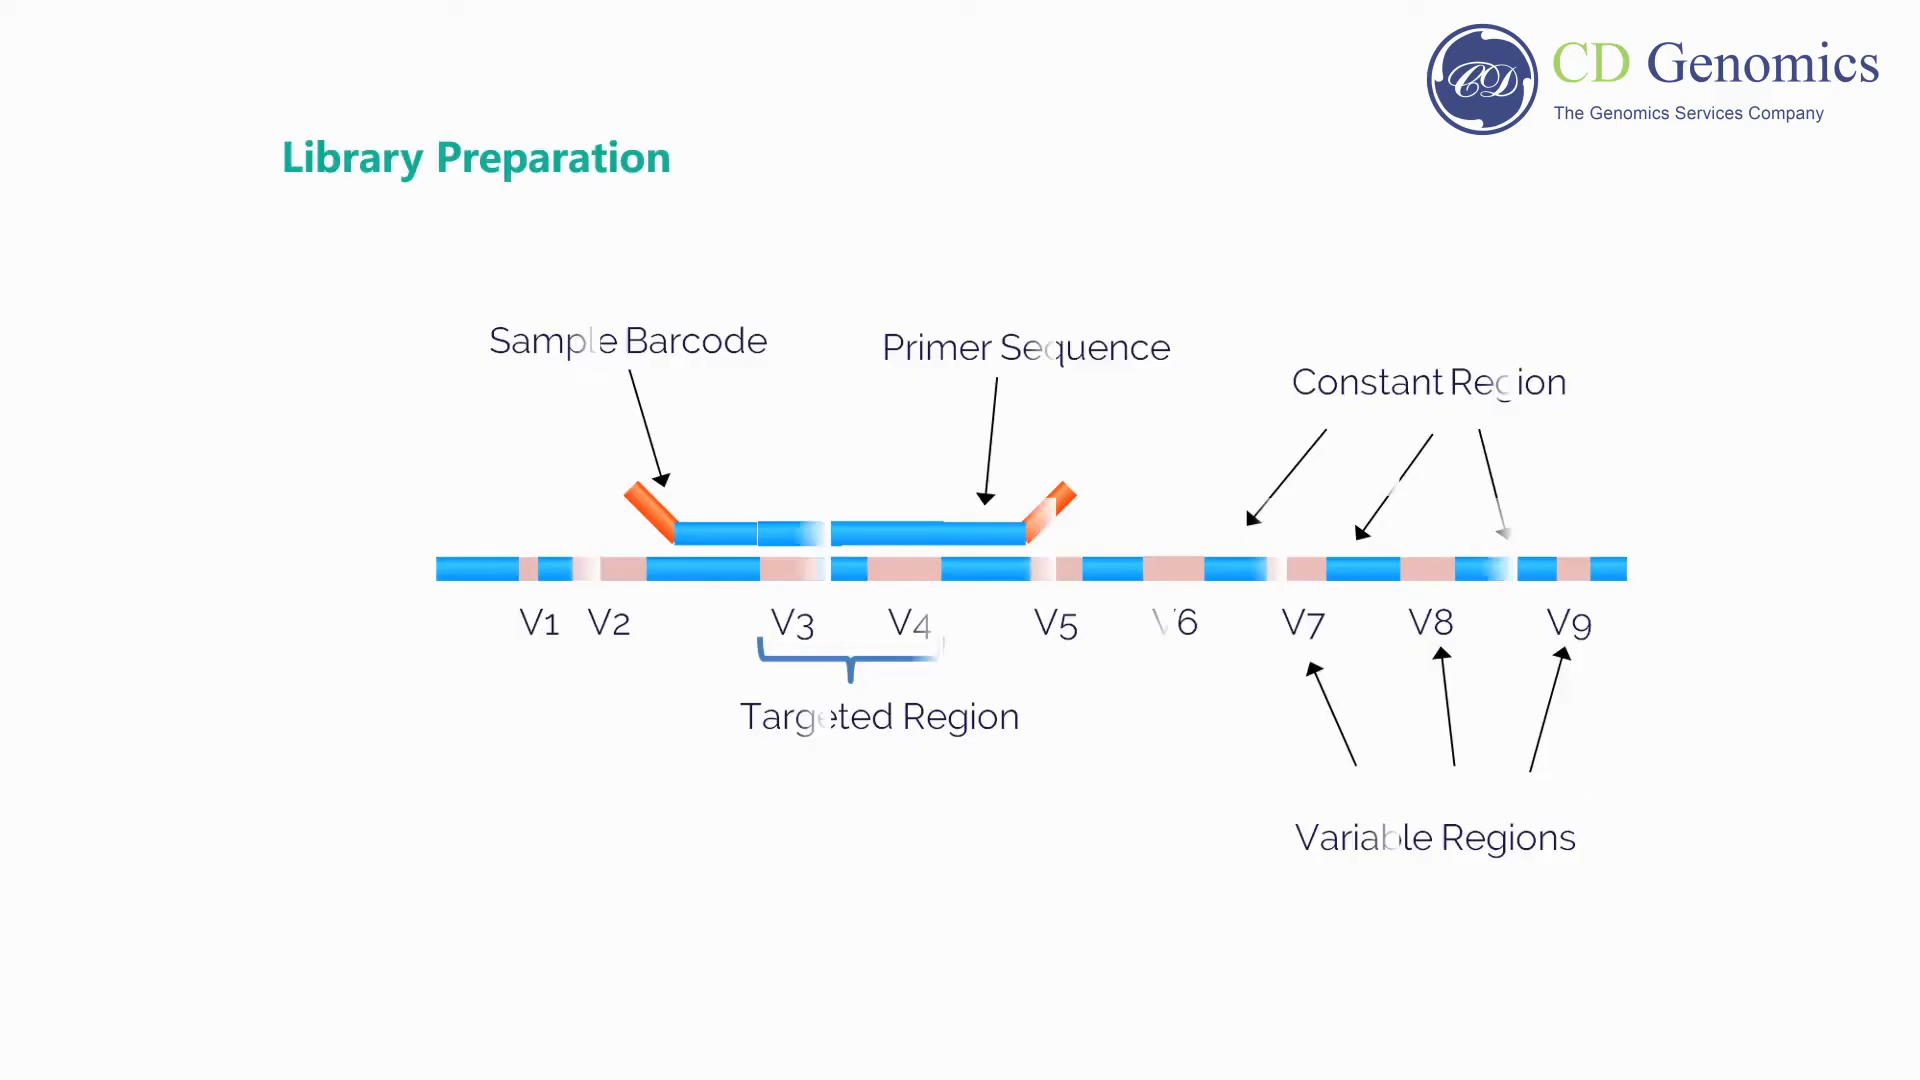 CD Genomics
The Genomics Services Company
Library Preparation
Sample Barcode
Primer Sequence
Constant Region
V1 V2 V3 V4 V5 V6 V7 V8 V9
Targeted Region
Variable Regions